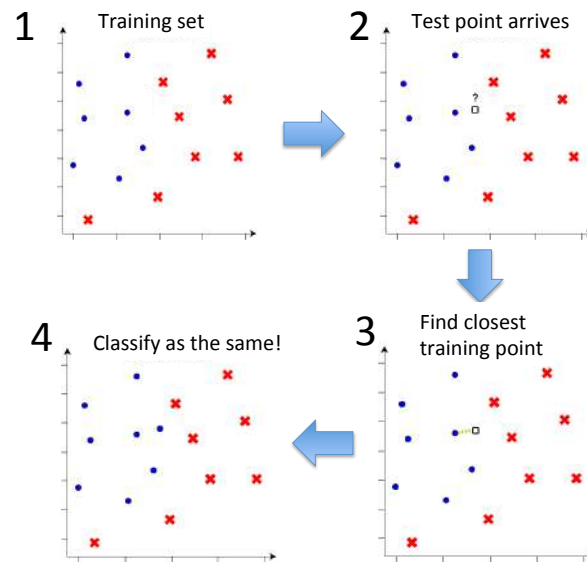 1
Training set
2
Test point arrives
?
3
Find closest
training point
4
Classify as the same!